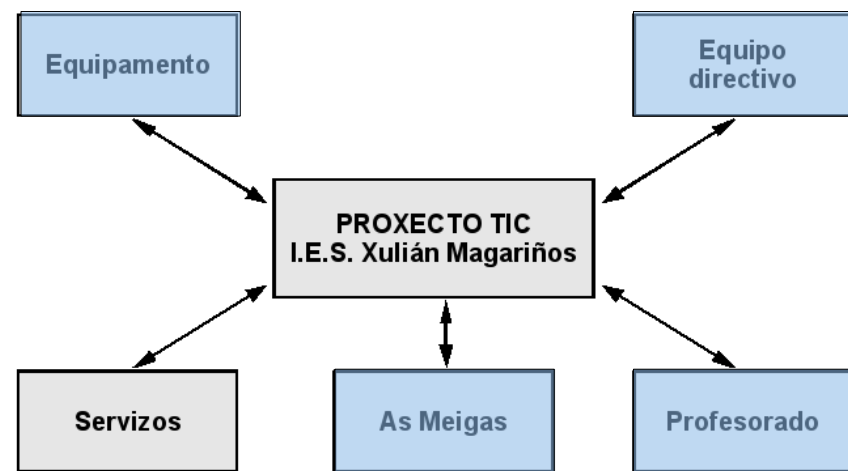 Equipamento
Equipo
directivo
PROXECTO TIC
I.E.S. Xulián Magariños
Servizos
As Meigas
Profesorado